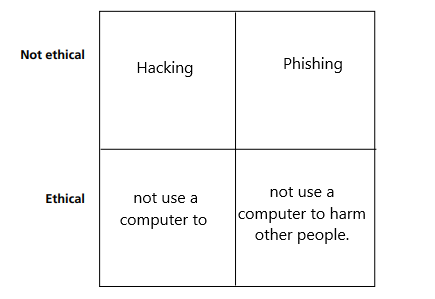 Not ethical
Hacking
Phishing
Ethical
not use a
computer to
not use a
computer to harm
other people.